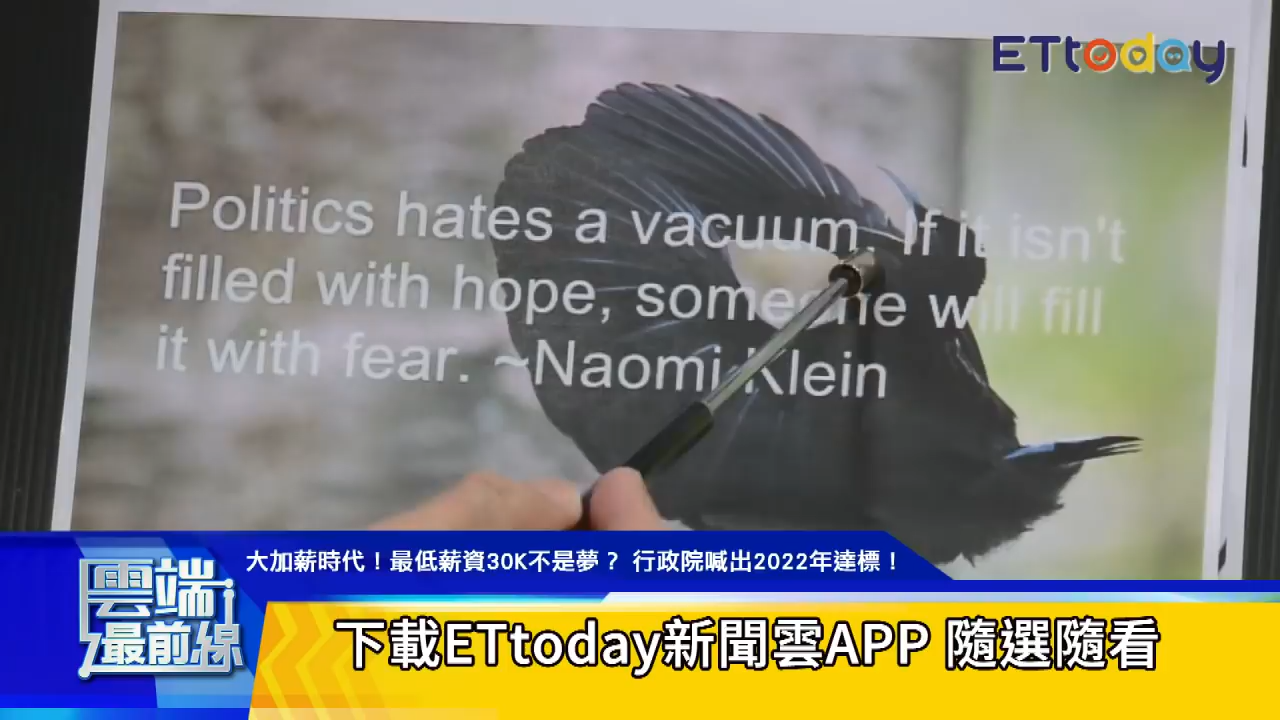 ETtoday
Politics hates a vacuum. If it isn't
filled with hope, someone will fill
it with fear. ~Naomi Klein
大加薪時代！最低薪資30K不是夢？ 行政院喊出2022年達標！
雲端
最前線
下載ETtoday新聞雲APP 隨選隨看